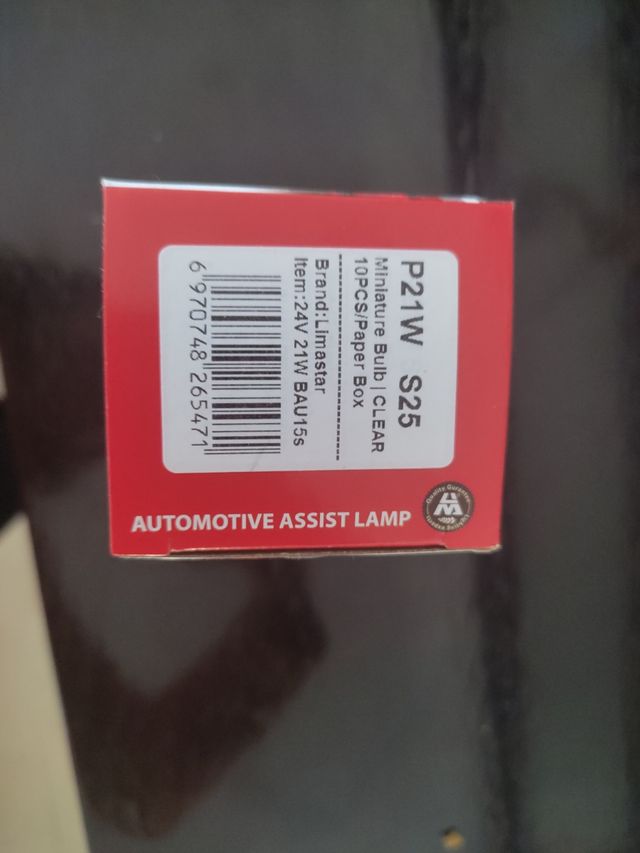 P21W S25
Miniature Bulb | CLEAR
10PCS/Paper Box
Brand:Limastar
Item:24V 21W BAU15s
6 970748 265471
AUTOMOTIVE ASSIST LAMP